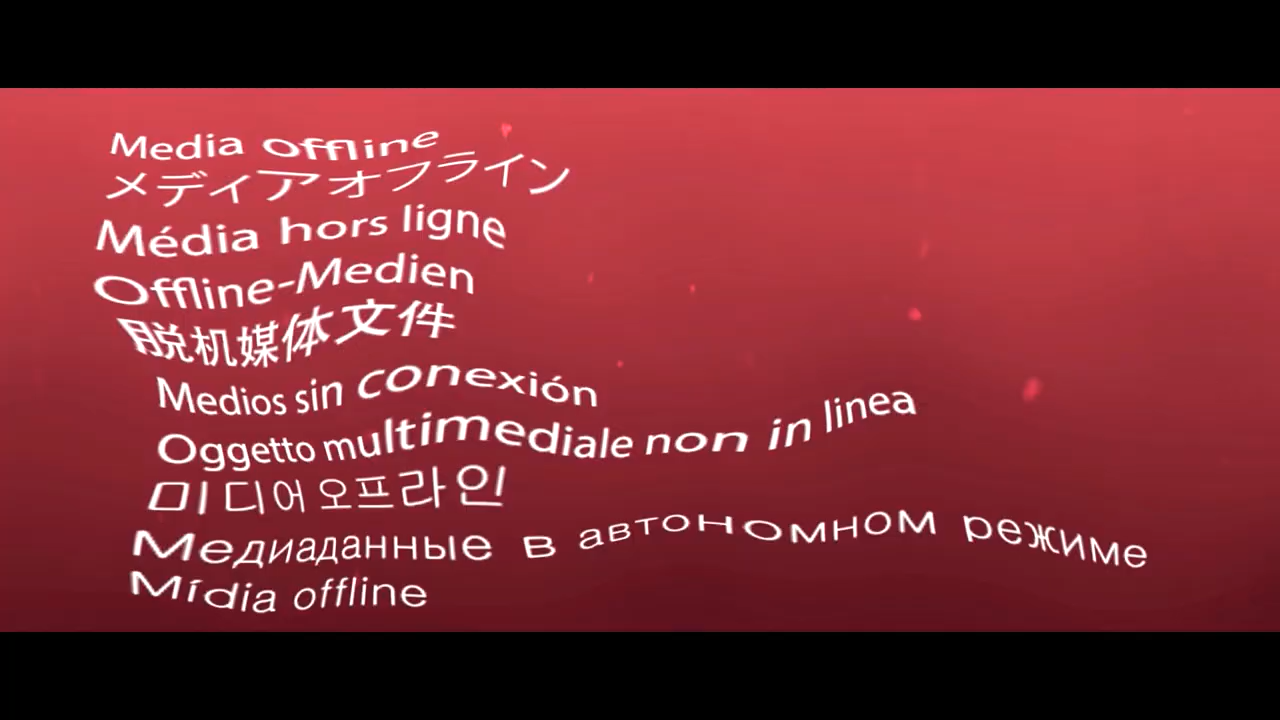 Media offline
メディアオフライン
Média hors ligne
Offline-Medien
脱机媒体文件
Medios sin conexión
Oggetto multimediale non in linea
미디어 오프라인
Медиаданные в автономном режиме
Mídia offline